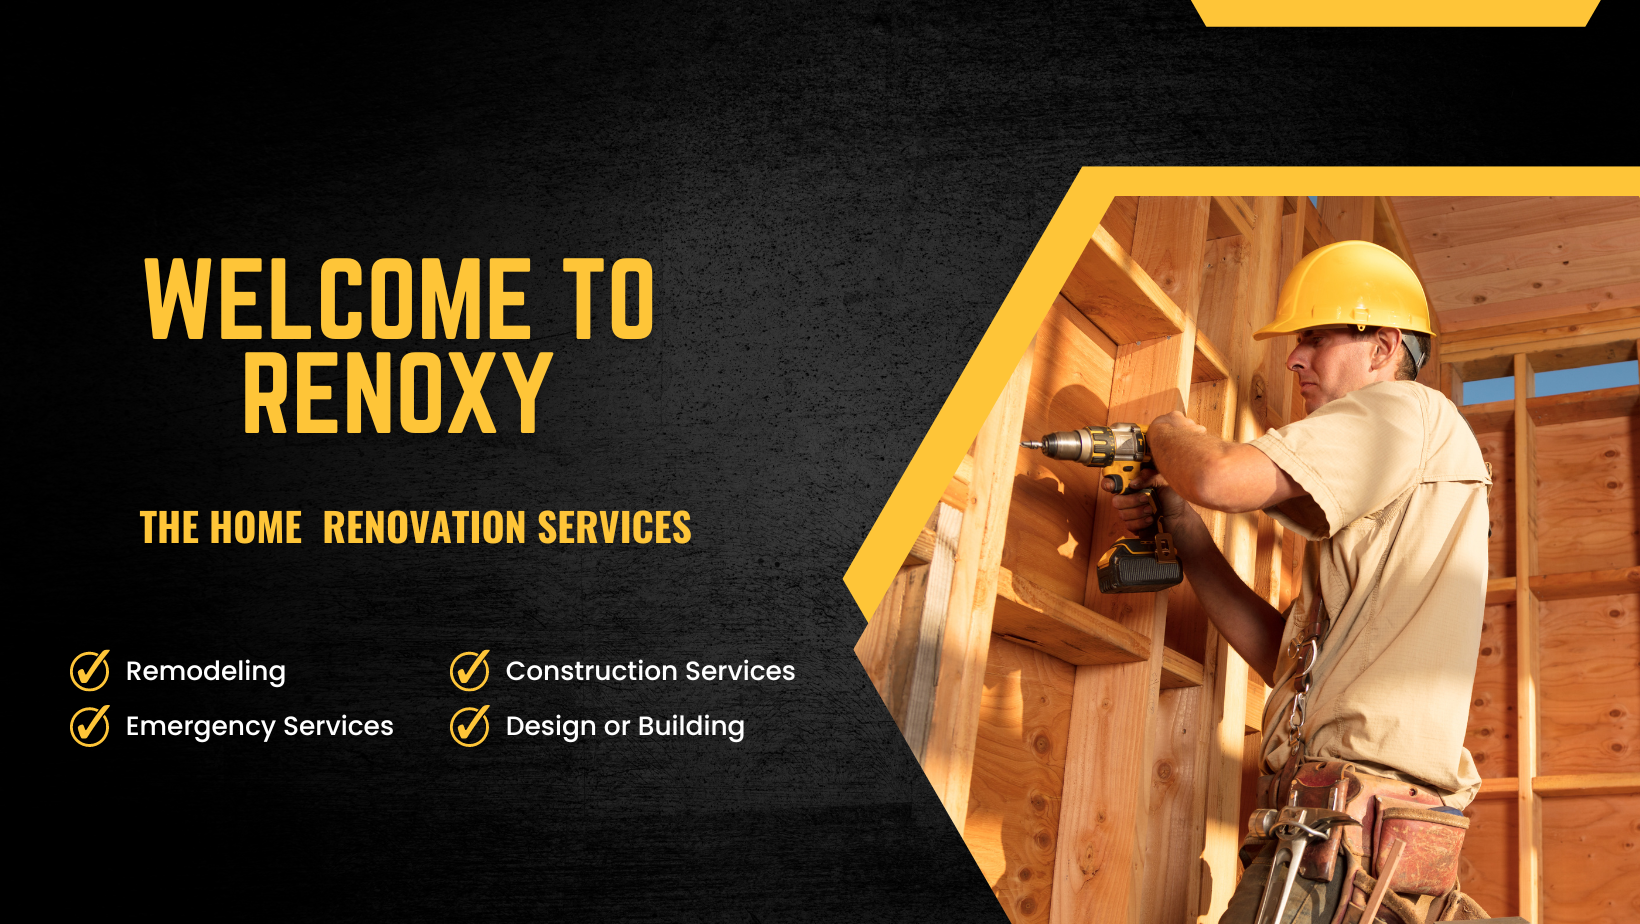 WELCOME TO
RENOXY
THE HOME RENOVATION SERVICES
Remodeling
Construction Services
Emergency Services
Design or Building